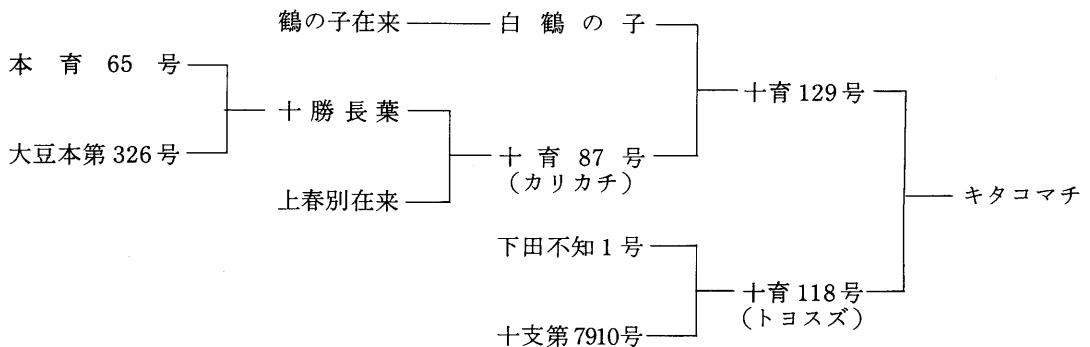 鶴の子在来
白鶴の子
本育65号
十育129号
十勝長葉
大豆本第326号
十育87号
(カリカチ)
上春別在来
キタコマチ
下田不知1号
十育118号
(トヨスズ)
十支第7910号